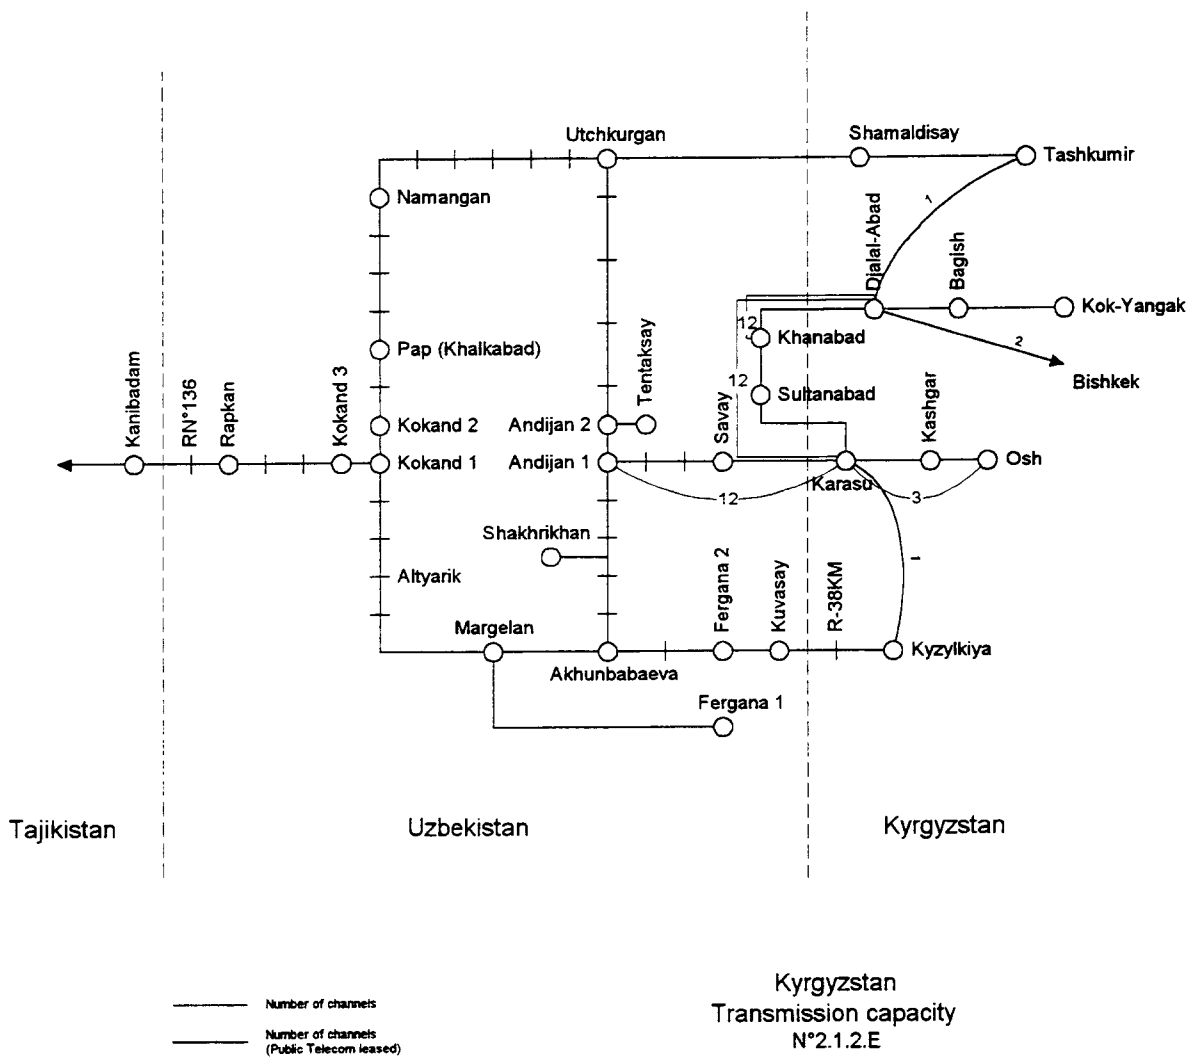 Utchkurgan
Shamaldisay
Tashkumir
Namangan
1
Djalal-Abad
Bagish
Kok-Yangak
12
Khanabad
2
Bishkek
Pap (Khalkabad)
Tentaksay
12
Sultanabad
Kanibadam
RN°136
Rapkan
Kokand 3
Kokand 2
Andijan 2
Savay
Kashgar
Kokand 1
Andijan 1
Karasu
Osh
12
3
Shakhrikhan
1
Altyarik
Fergana 2
Kuvasay
R-38KM
Margelan
Akhunbabaeva
Kyzylkiya
Fergana 1
Tajikistan
Uzbekistan
Kyrgyzstan
Number of channels
Number of channels
(Public Telecom leased)
Kyrgyzstan
Transmission capacity
N°2.1.2.E